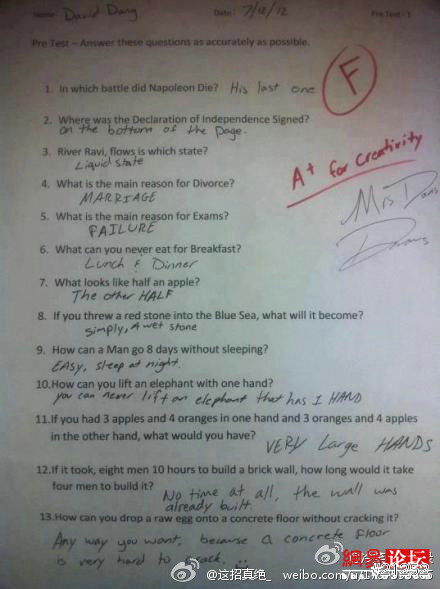 Name: David Dang Date: 7/18/12 Pre Test - 1
Pre Test – Answer these questions as accurately as possible.
1. In which battle did Napoleon Die? His last one
F
2. Where was the Declaration of Independence Signed?
on the bottom of the Page.
A+ for Creativity
3. River Ravi, flows in which state?
Liquid state
4. What is the main reason for Divorce?
MARRIAGE
Mrs
5. What is the main reason for Exams?
FAILURE
6. What can you never eat for Breakfast?
Lunch & Dinner
7. What looks like half an apple?
The other HALF
8. If you threw a red stone into the Blue Sea, what will it become?
simply, A wet stone
9. How can a Man go 8 days without sleeping?
EASY, sleep at night.
10.How can you lift an elephant with one hand?
you can never lift an elephant that has 1 HAND
11.If you had 3 apples and 4 oranges in one hand and 3 oranges and 4 apples
in the other hand, what would you have?
VERY Large HANDS
12.If it took, eight men 10 hours to build a brick wall, how long would it take
four men to build it?
No time at all, the wall was
already built.
13.How can you drop a raw egg onto a concrete floor without cracking it?
Any way you want, because a concrete floor
is very hard to crack...
網易论坛
@这招真绝_ weibo.com/